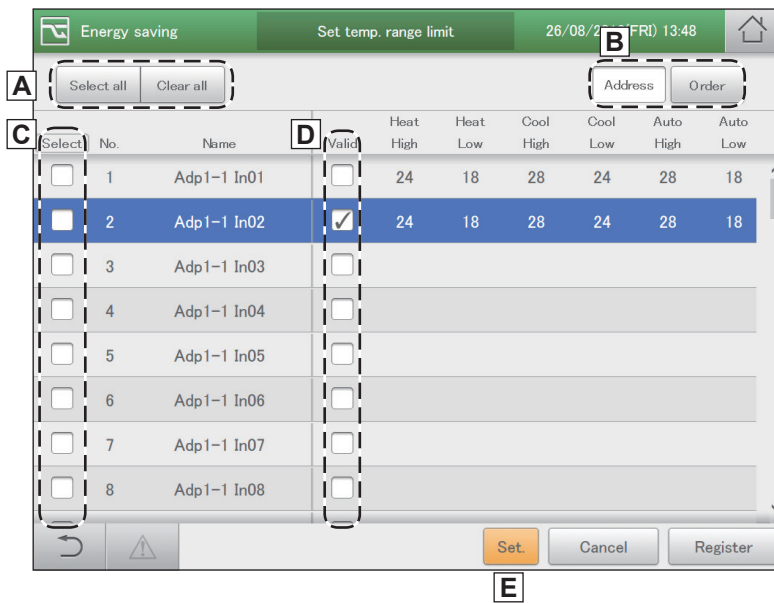 Energy saving Set temp. range limit 26/08/2 (FRI) 13:48
B
A Select all Clear all Address Order
C D
Heat Heat Cool Cool Auto Auto
Select No. Name Valid High Low High Low High Low
1 Adp1-1 In01 24 18 28 24 28 18
2 Adp1-1 In02 ✓ 24 18 28 24 28 18
3 Adp1-1 In03
4 Adp1-1 In04
5 Adp1-1 In05
6 Adp1-1 In06
7 Adp1-1 In07
8 Adp1-1 In08
Set. Cancel Register
E